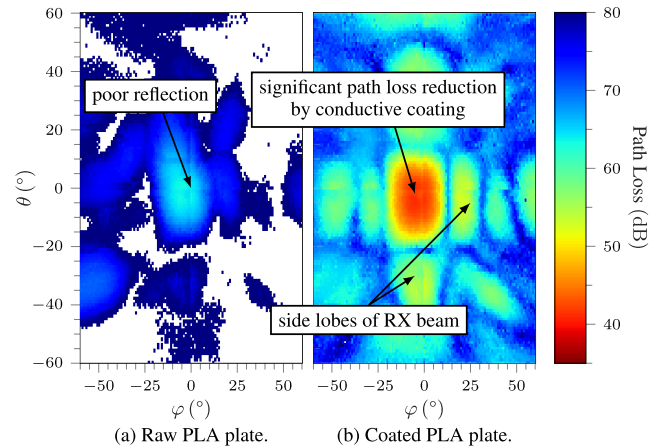 60
40
20
0
−20
−40
−60
θ (°)
poor reflection
significant path loss reduction
by conductive coating
side lobes of RX beam
−50 −25 0 25 50
−50 −25 0 25 50
φ (°)
φ (°)
80
70
60
50
40
Path Loss (dB)
(a) Raw PLA plate.
(b) Coated PLA plate.